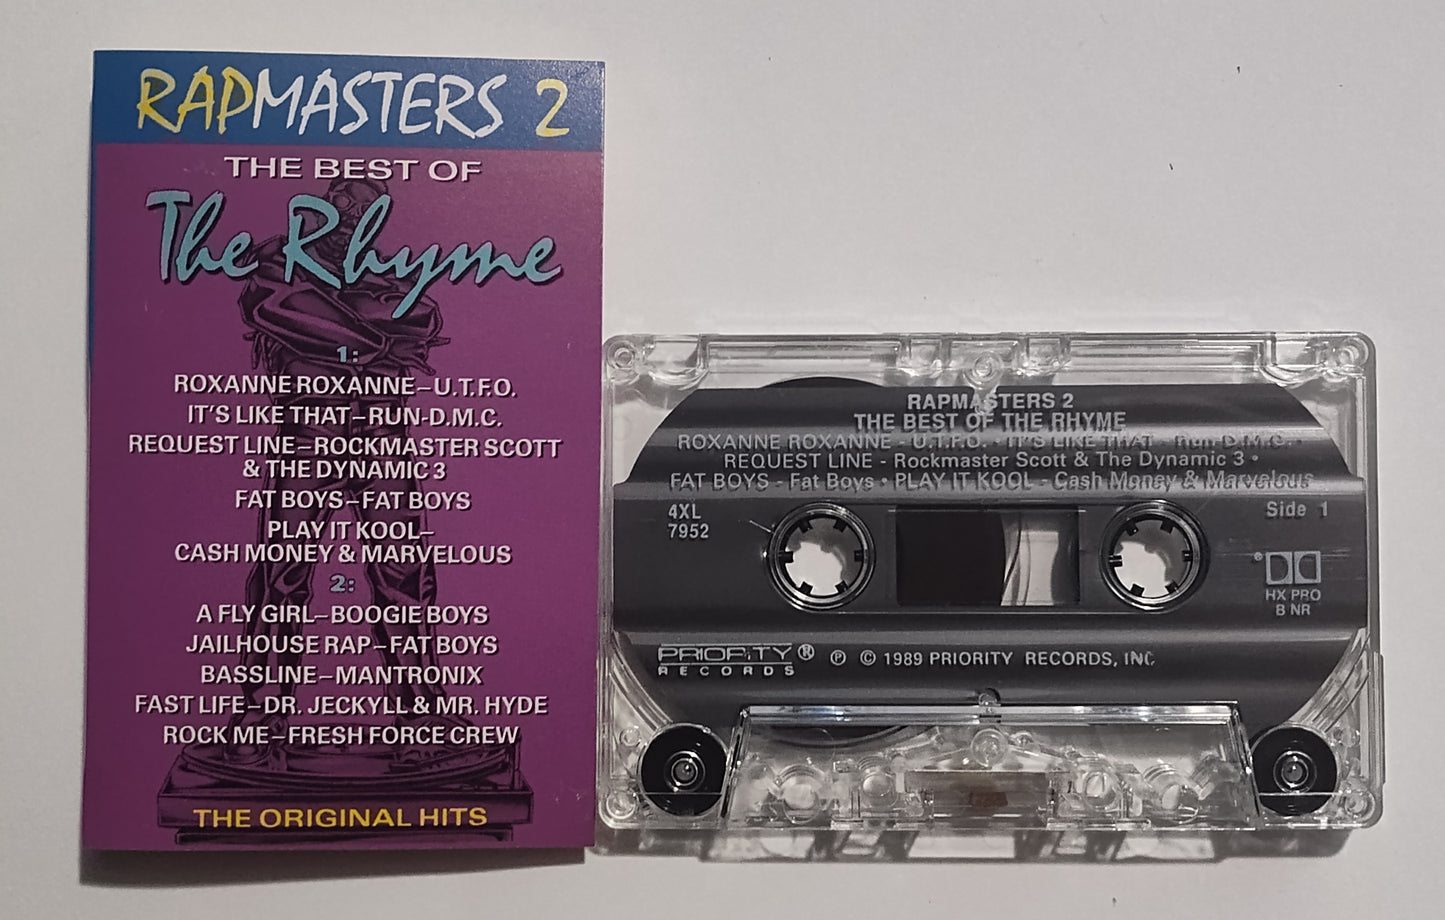 RAPMASTERS 2
THE BEST OF
The Rhyme
1:
ROXANNE ROXANNE–U.T.F.O.
IT'S LIKE THAT–RUN-D.M.C.
REQUEST LINE–ROCKMASTER SCOTT
& THE DYNAMIC 3
FAT BOYS–FAT BOYS
PLAY IT KOOL–
CASH MONEY & MARVELOUS
2:
A FLY GIRL–BOOGIE BOYS
JAILHOUSE RAP–FAT BOYS
BASSLINE–MANTRONIX
FAST LIFE–DR. JECKYLL & MR. HYDE
ROCK ME–FRESH FORCE CREW
THE ORIGINAL HITS
RAPMASTERS 2
THE BEST OF THE RHYME
ROXANNE ROXANNE - U.T.F.O. • IT'S LIKE THAT - Run-D.M.C. •
REQUEST LINE - Rockmaster Scott & The Dynamic 3 •
FAT BOYS - Fat Boys • PLAY IT KOOL - Cash Money & Marvelous
4XL
7952
Side 1
HX PRO
B NR
PRIORITY®
RECORDS
℗ © 1989 PRIORITY RECORDS, INC.